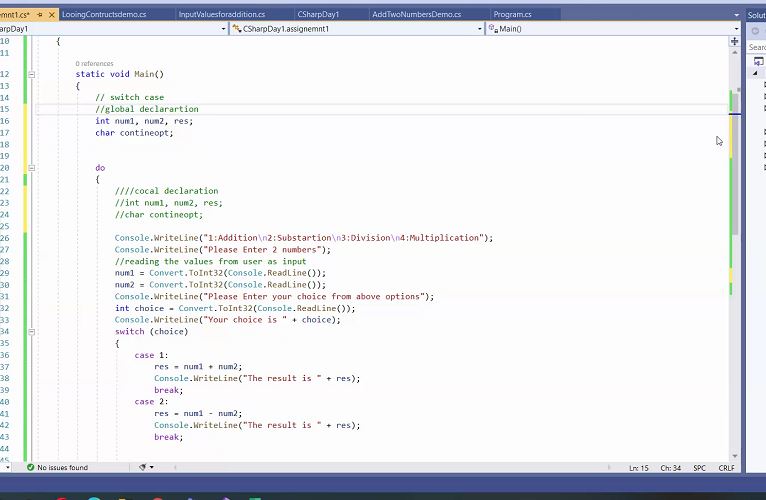 emnt1.cs* LooingContructsdemo.cs InputValuesforaddition.cs CSharpDay1 AddTwoNumbersDemo.cs Program.cs Solut
arpDay1 CSharpDay1.assignemnt1 Main()
Searc
10 {
11
0 references
12 static void Main()
13 {
14 // switch case
15 //global declarartion
16 int num1, num2, res;
17 char contineopt;
18
19
20 do
21 {
22 ////cocal declaration
23 //int num1, num2, res;
24 //char contineopt;
25
26 Console.WriteLine("1:Addition\n2:Substartion\n3:Division\n4:Multiplication");
27 Console.WriteLine("Please Enter 2 numbers");
28 //reading the values from user as input
29 num1 = Convert.ToInt32(Console.ReadLine());
30 num2 = Convert.ToInt32(Console.ReadLine());
31 Console.WriteLine("Please Enter your choice from above options");
32 int choice = Convert.ToInt32(Console.ReadLine());
33 Console.WriteLine("Your choice is " + choice);
34 switch (choice)
35 {
36 case 1:
37 res = num1 + num2;
38 Console.WriteLine("The result is " + res);
39 break;
40 case 2:
41 res = num1 - num2;
42 Console.WriteLine("The result is " + res);
43 break;
44
45
No issues found Ln: 15 Ch: 34 SPC CRLF